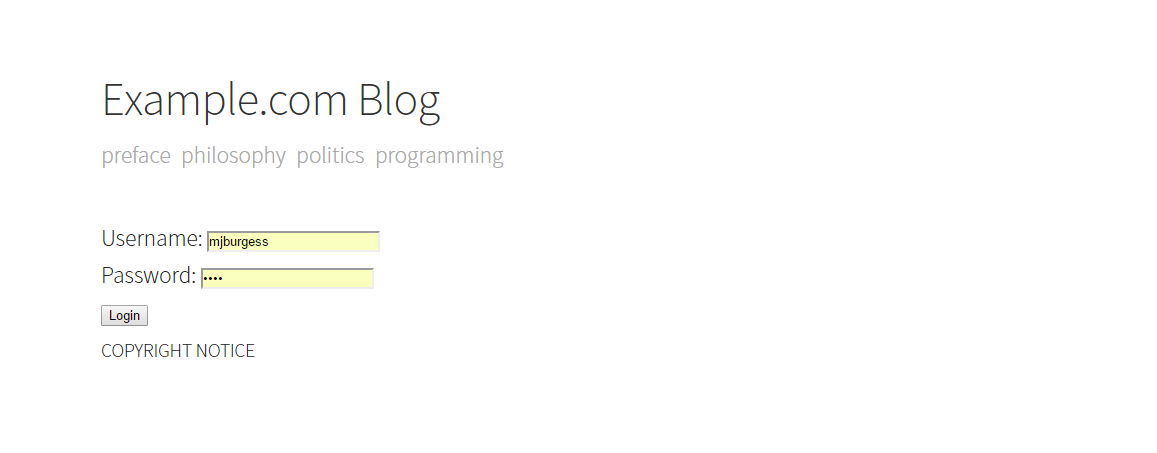 Example.com Blog
preface philosophy politics programming
Username: mjburgess
Password: ••••
Login
COPYRIGHT NOTICE